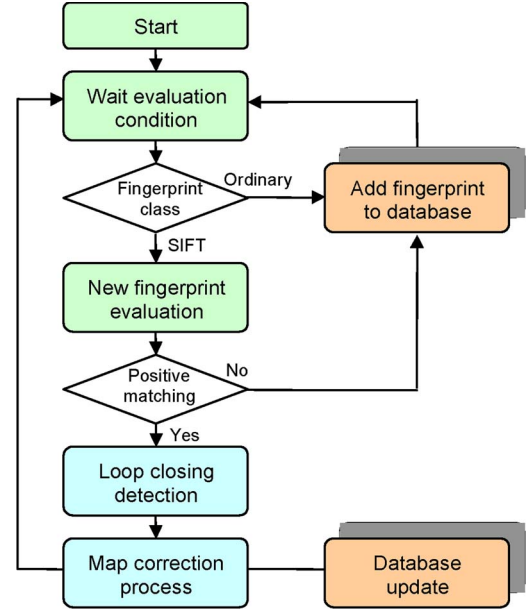 Start
Wait evaluation
condition
Fingerprint
class
Ordinary
Add fingerprint
to database
SIFT
New fingerprint
evaluation
Positive
matching
No
Yes
Loop closing
detection
Map correction
process
Database
update